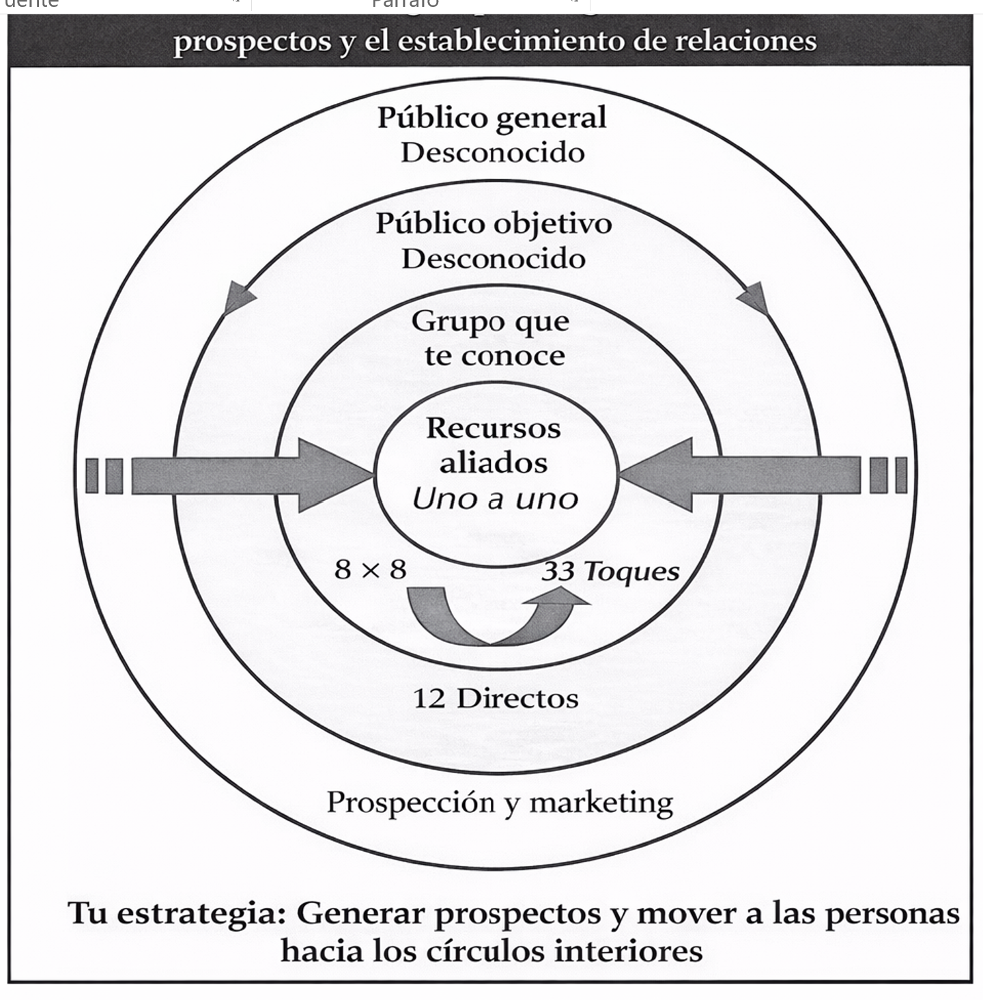 prospectos y el establecimiento de relaciones
Público general
Desconocido
Público objetivo
Desconocido
Grupo que
te conoce
Recursos
aliados
Uno a uno
8 × 8
33 Toques
12 Directos
Prospección y marketing
Tu estrategia: Generar prospectos y mover a las personas
hacia los círculos interiores